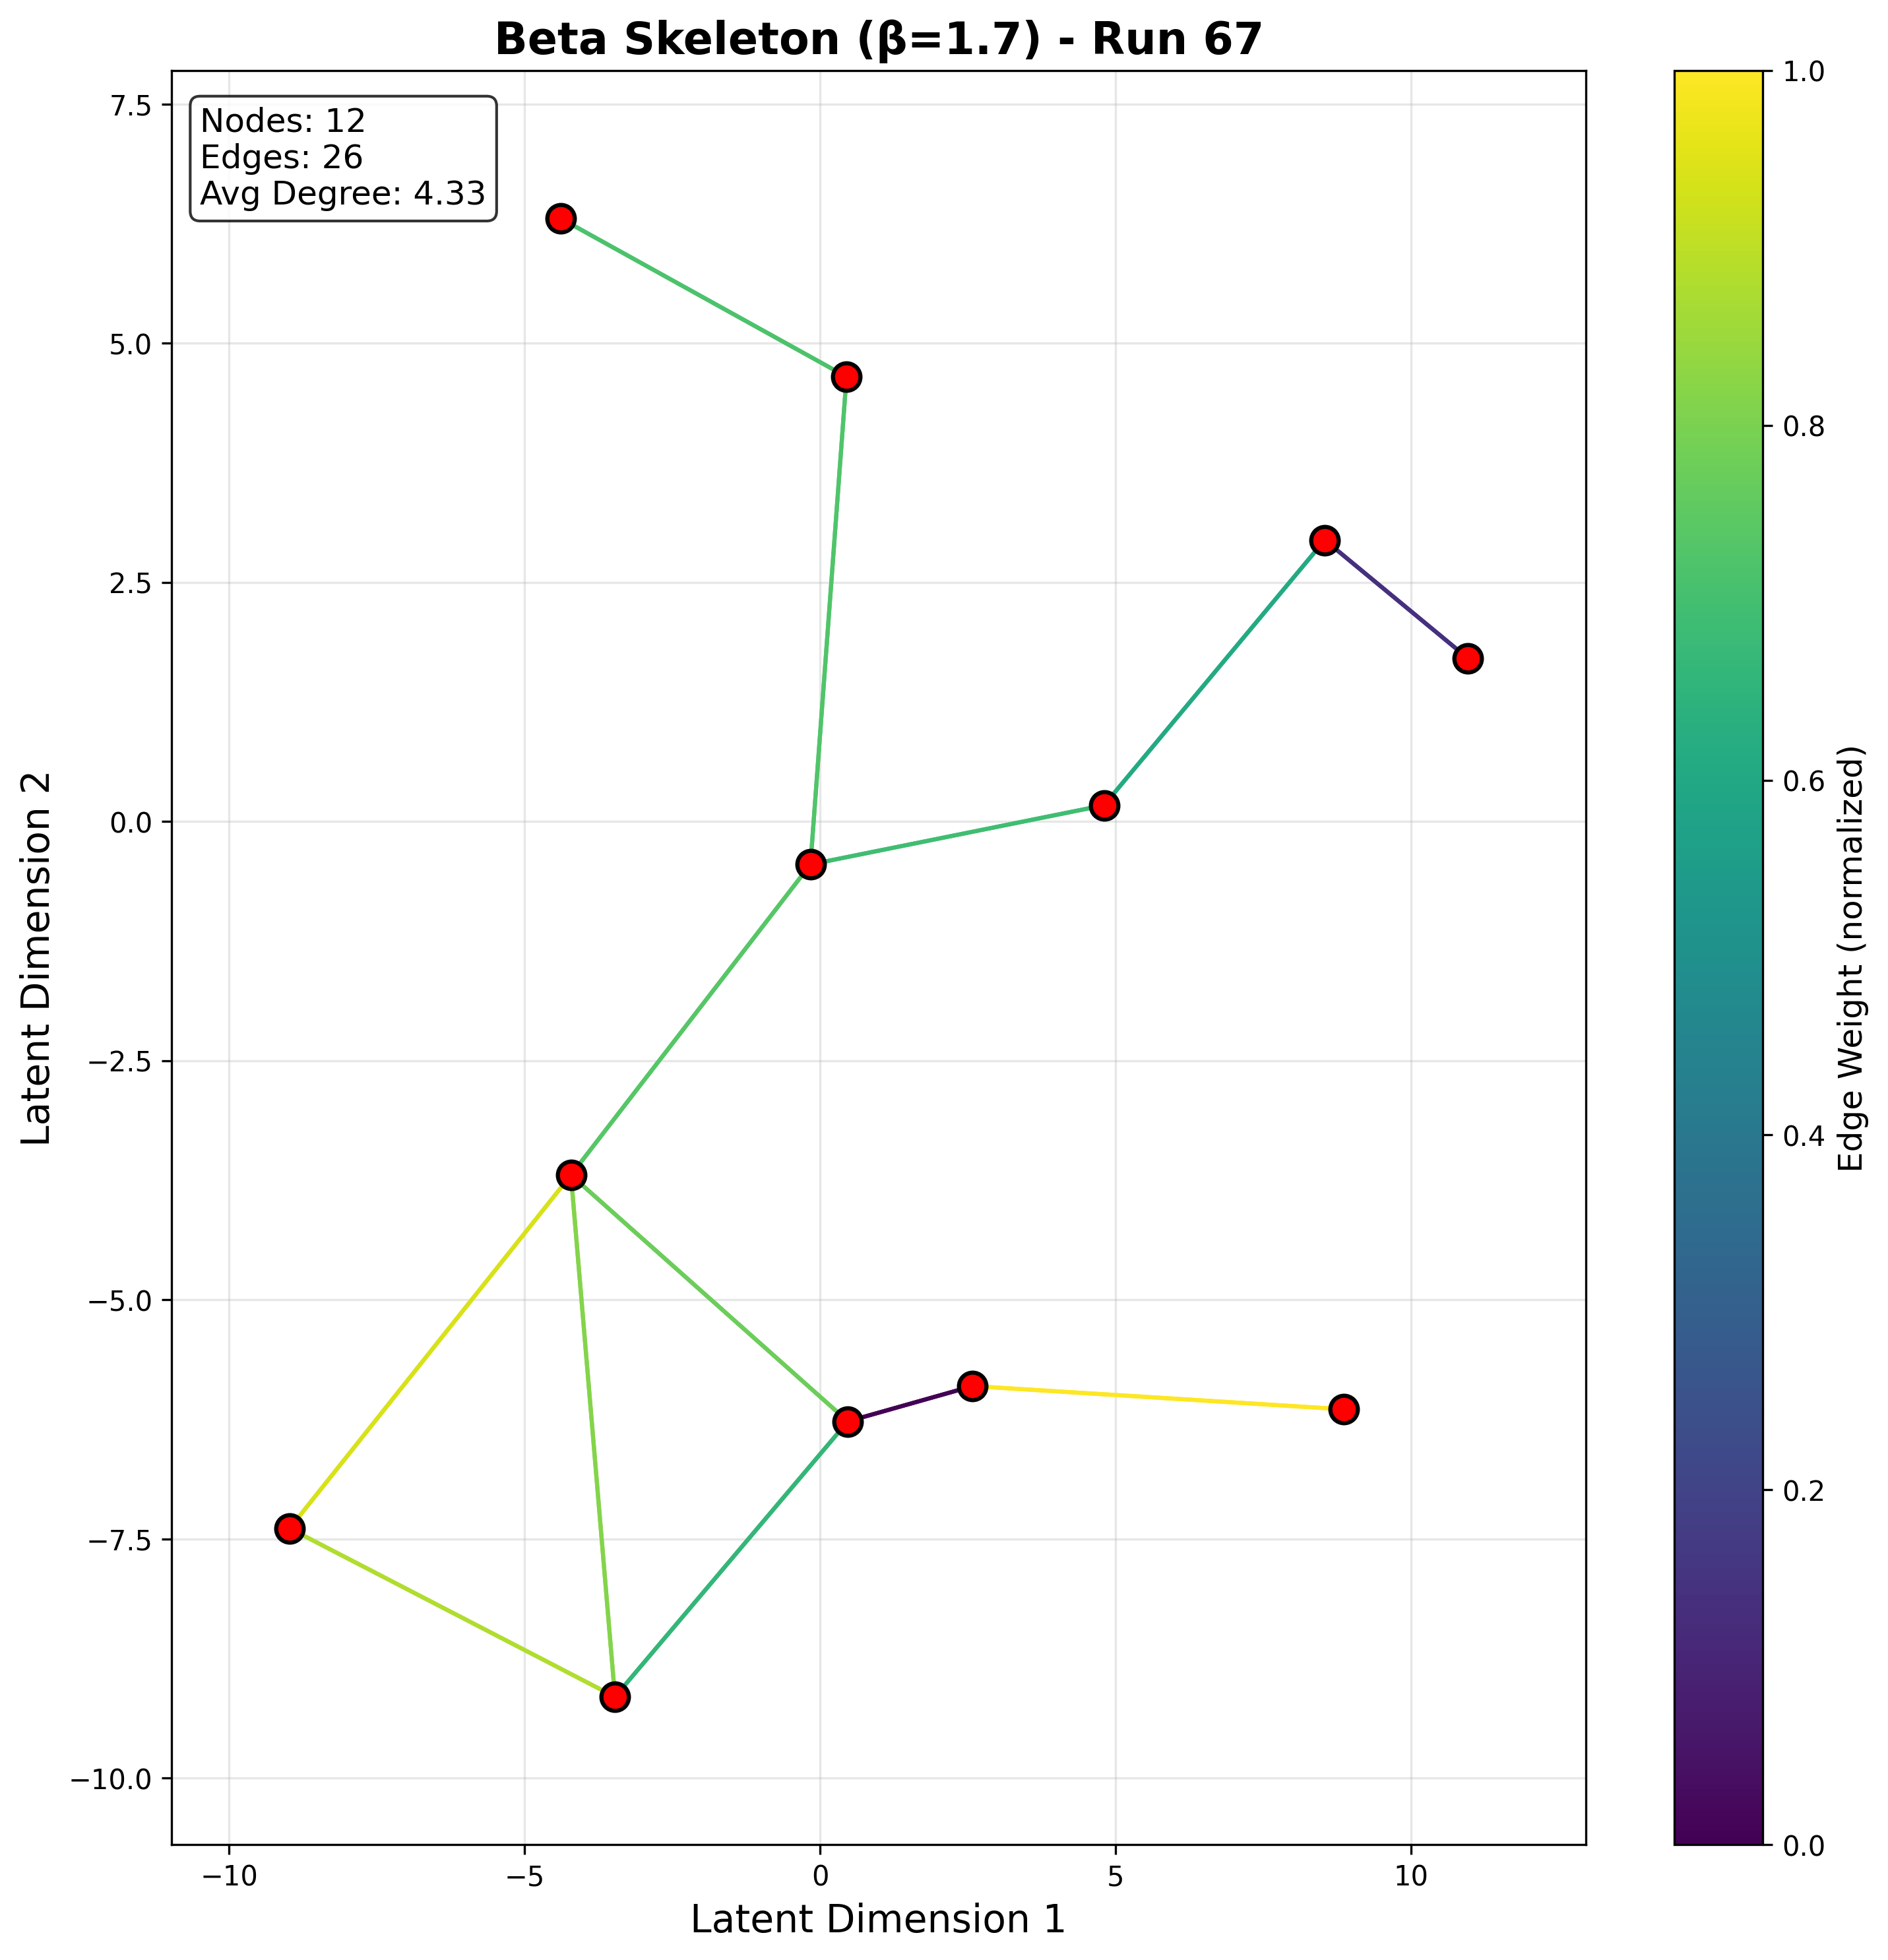 Beta Skeleton (β=1.7) - Run 67
Nodes: 12
Edges: 26
Avg Degree: 4.33
7.5
5.0
2.5
0.0
−2.5
−5.0
−7.5
−10.0
Latent Dimension 2
−10
−5
0
5
10
Latent Dimension 1
1.0
0.8
0.6
0.4
0.2
0.0
Edge Weight (normalized)